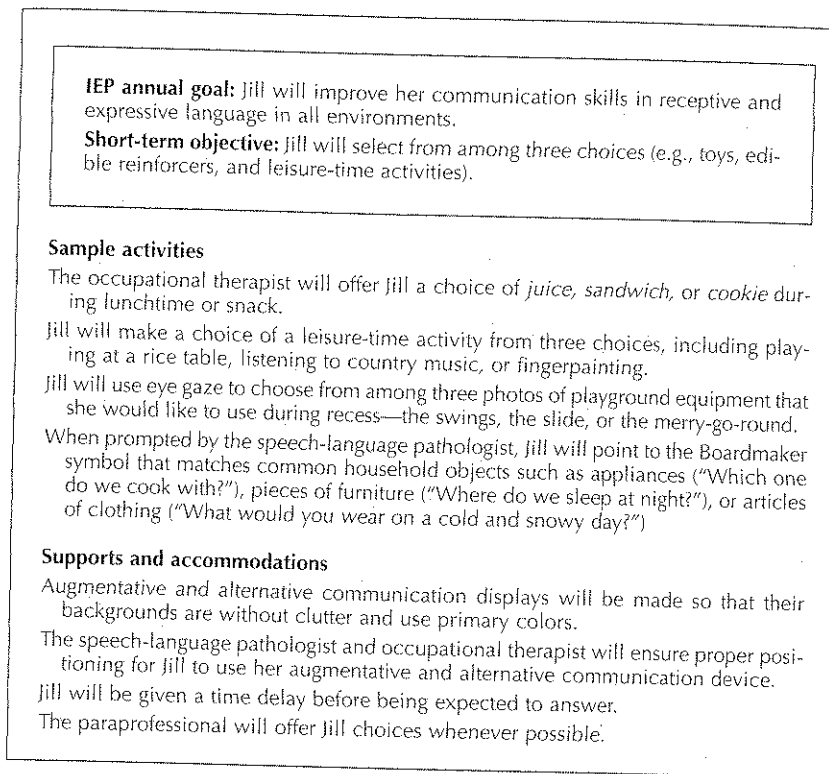 IEP annual goal: Jill will improve her communication skills in receptive and
expressive language in all environments.
Short-term objective: Jill will select from among three choices (e.g., toys, edi-
ble reinforcers, and leisure-time activities).
Sample activities
The occupational therapist will offer Jill a choice of juice, sandwich, or cookie dur-
ing lunchtime or snack.
Jill will make a choice of a leisure-time activity from three choices, including play-
ing at a rice table, listening to country music, or fingerpainting.
Jill will use eye gaze to choose from among three photos of playground equipment that
she would like to use during recess—the swings, the slide, or the merry-go-round.
When prompted by the speech-language pathologist, Jill will point to the Boardmaker
symbol that matches common household objects such as appliances ("Which one
do we cook with?"), pieces of furniture ("Where do we sleep at night?"), or articles
of clothing ("What would you wear on a cold and snowy day?")
Supports and accommodations
Augmentative and alternative communication displays will be made so that their
backgrounds are without clutter and use primary colors.
The speech-language pathologist and occupational therapist will ensure proper posi-
tioning for Jill to use her augmentative and alternative communication device.
Jill will be given a time delay before being expected to answer.
The paraprofessional will offer Jill choices whenever possible.